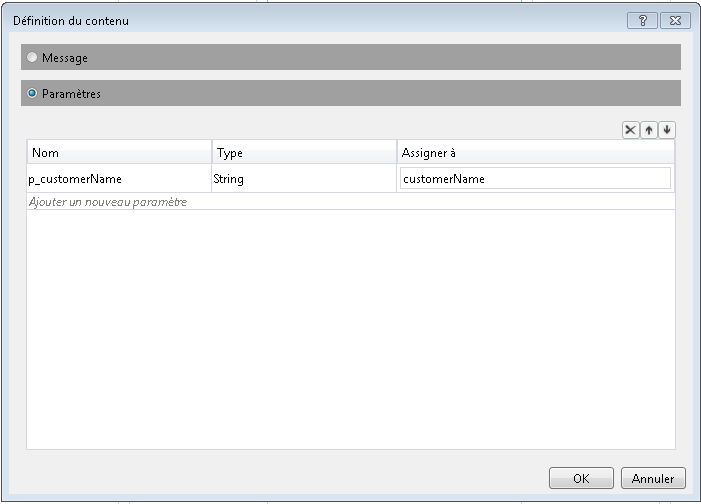 Définition du contenu
?
Message
Paramètres
Nom Type Assigner à
p_customerName String customerName
Ajouter un nouveau paramètre
OK Annuler